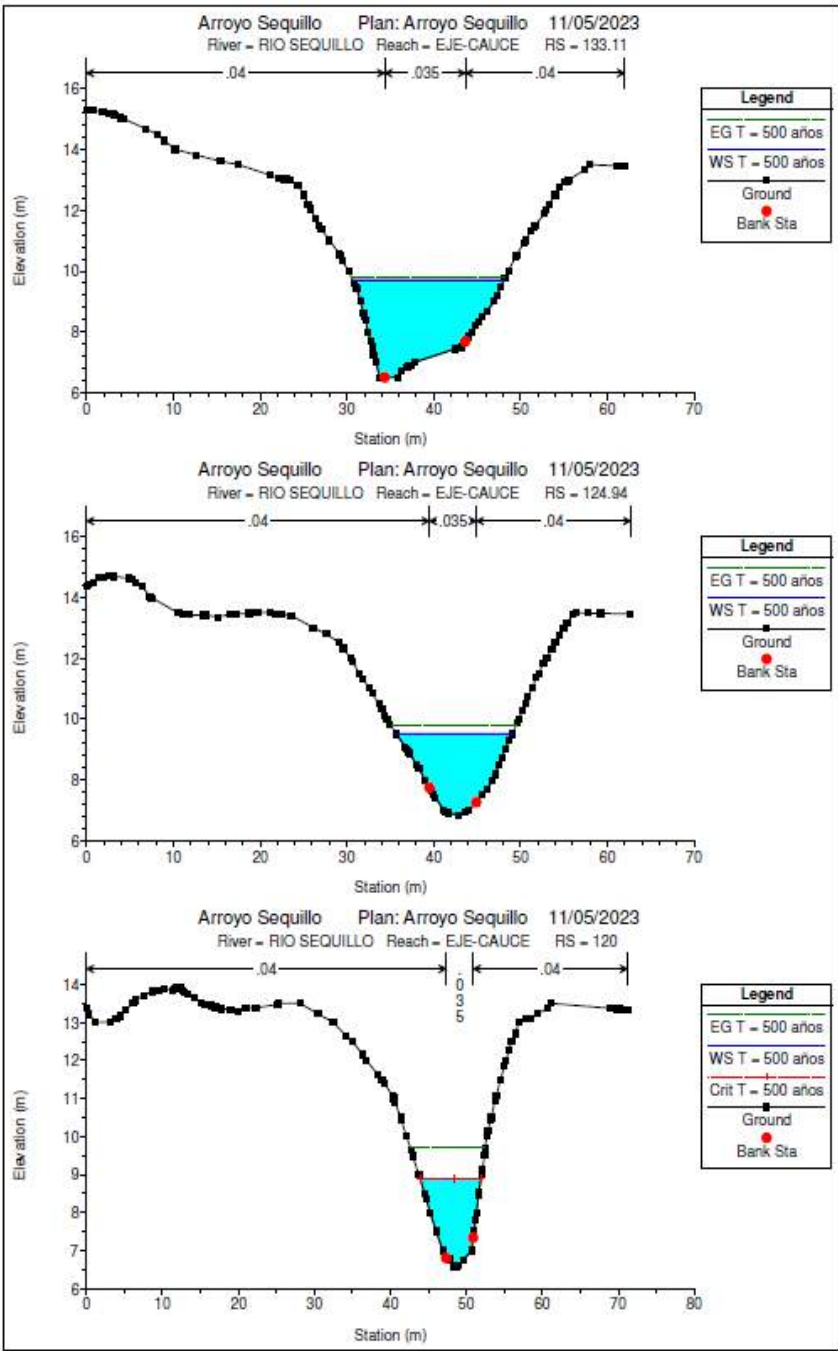 Arroyo Sequillo Plan: Arroyo Sequillo 11/05/2023
River = RIO SEQUILLO Reach = EJE-CAUCE RS = 133.11
.04 .035 .04
Legend
EG T = 500 años
WS T = 500 años
Ground
Bank Sta
Elevation (m)
16
14
12
10
8
6
0 10 20 30 40 50 60 70
Station (m)
Arroyo Sequillo Plan: Arroyo Sequillo 11/05/2023
River = RIO SEQUILLO Reach = EJE-CAUCE RS = 124.94
.04 .035 .04
Legend
EG T = 500 años
WS T = 500 años
Ground
Bank Sta
Elevation (m)
16
14
12
10
8
6
0 10 20 30 40 50 60 70
Station (m)
Arroyo Sequillo Plan: Arroyo Sequillo 11/05/2023
River = RIO SEQUILLO Reach = EJE-CAUCE RS = 120
.04 .035 .04
Legend
EG T = 500 años
WS T = 500 años
Crit T = 500 años
Ground
Bank Sta
Elevation (m)
14
13
12
11
10
9
8
7
6
0 10 20 30 40 50 60 70 80
Station (m)